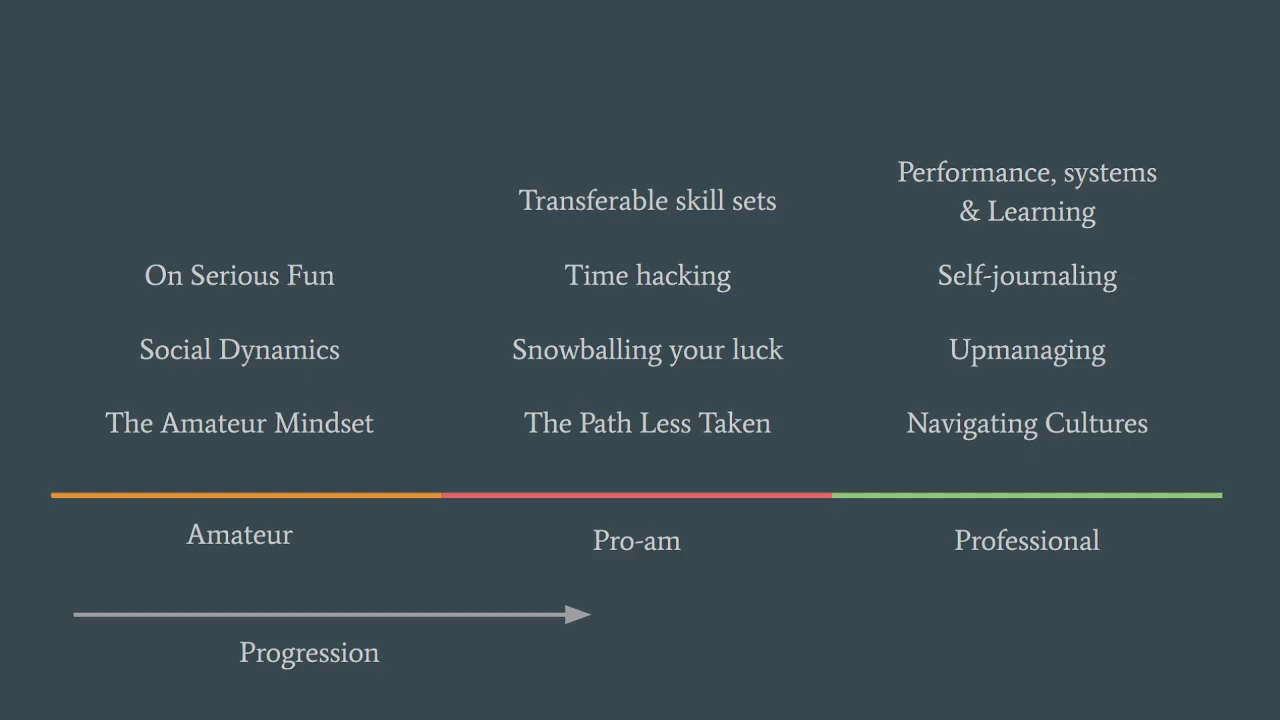 Performance, systems
& Learning
Transferable skill sets
On Serious Fun
Time hacking
Self-journaling
Social Dynamics
Snowballing your luck
Upmanaging
The Amateur Mindset
The Path Less Taken
Navigating Cultures
Amateur
Pro-am
Professional
Progression